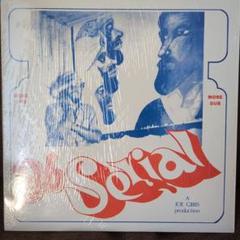 MORE
DUB
Dub Serial
A
JOE GIBBS
production